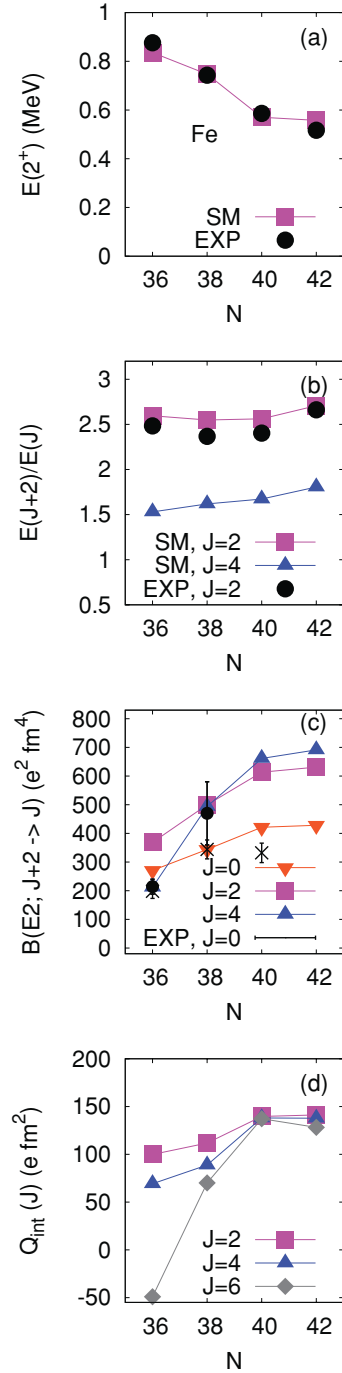 (a)
1
0.8
0.6
0.4
0.2
0
E(2⁺) (MeV)
Fe
SM
EXP
36 38 40 42
N
(b)
3
2.5
2
1.5
1
0.5
E(J+2)/E(J)
SM, J=2
SM, J=4
EXP, J=2
36 38 40 42
N
(c)
800
700
600
500
400
300
200
100
0
B(E2; J+2 -> J) (e² fm⁴)
J=0
J=2
J=4
EXP, J=0
36 38 40 42
N
(d)
200
150
100
50
0
-50
Q_int (J) (e fm²)
J=2
J=4
J=6
36 38 40 42
N